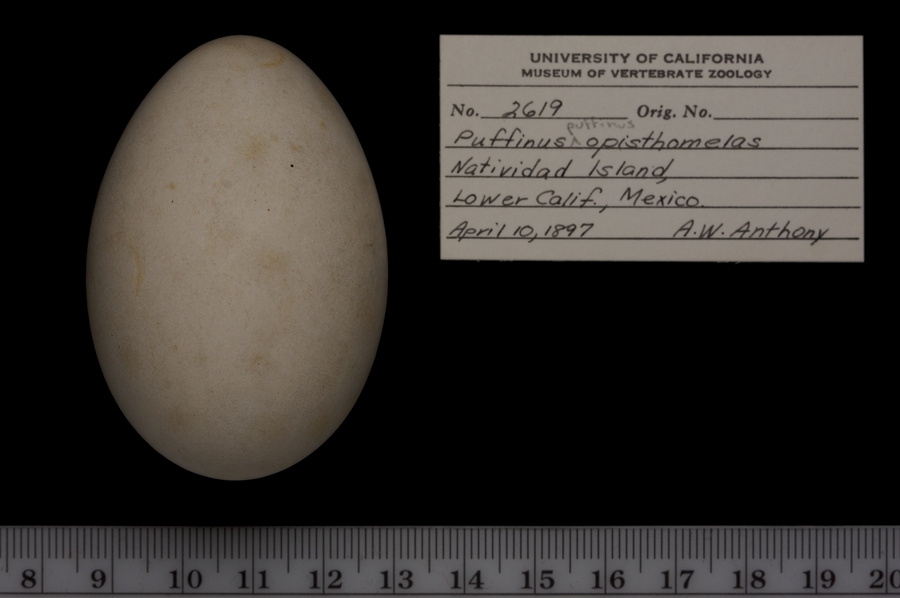 UNIVERSITY OF CALIFORNIA
MUSEUM OF VERTEBRATE ZOOLOGY
No. 2619 Orig. No.
puffinus
Puffinus opisthomelas
Natividad Island,
Lower Calif., Mexico.
April 10, 1897 A.W. Anthony
8 9 10 11 12 13 14 15 16 17 18 19 20